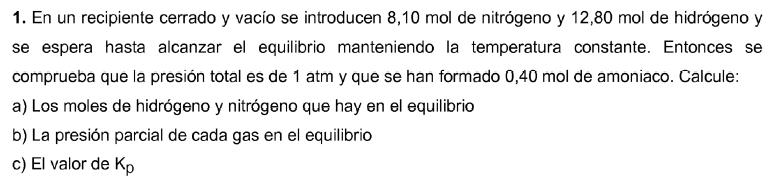 1. En un recipiente cerrado y vacío se introducen 8,10 mol de nitrógeno y 12,80 mol de hidrógeno y
se espera hasta alcanzar el equilibrio manteniendo la temperatura constante. Entonces se
comprueba que la presión total es de 1 atm y que se han formado 0,40 mol de amoniaco. Calcule:
a) Los moles de hidrógeno y nitrógeno que hay en el equilibrio
b) La presión parcial de cada gas en el equilibrio
c) El valor de Kp